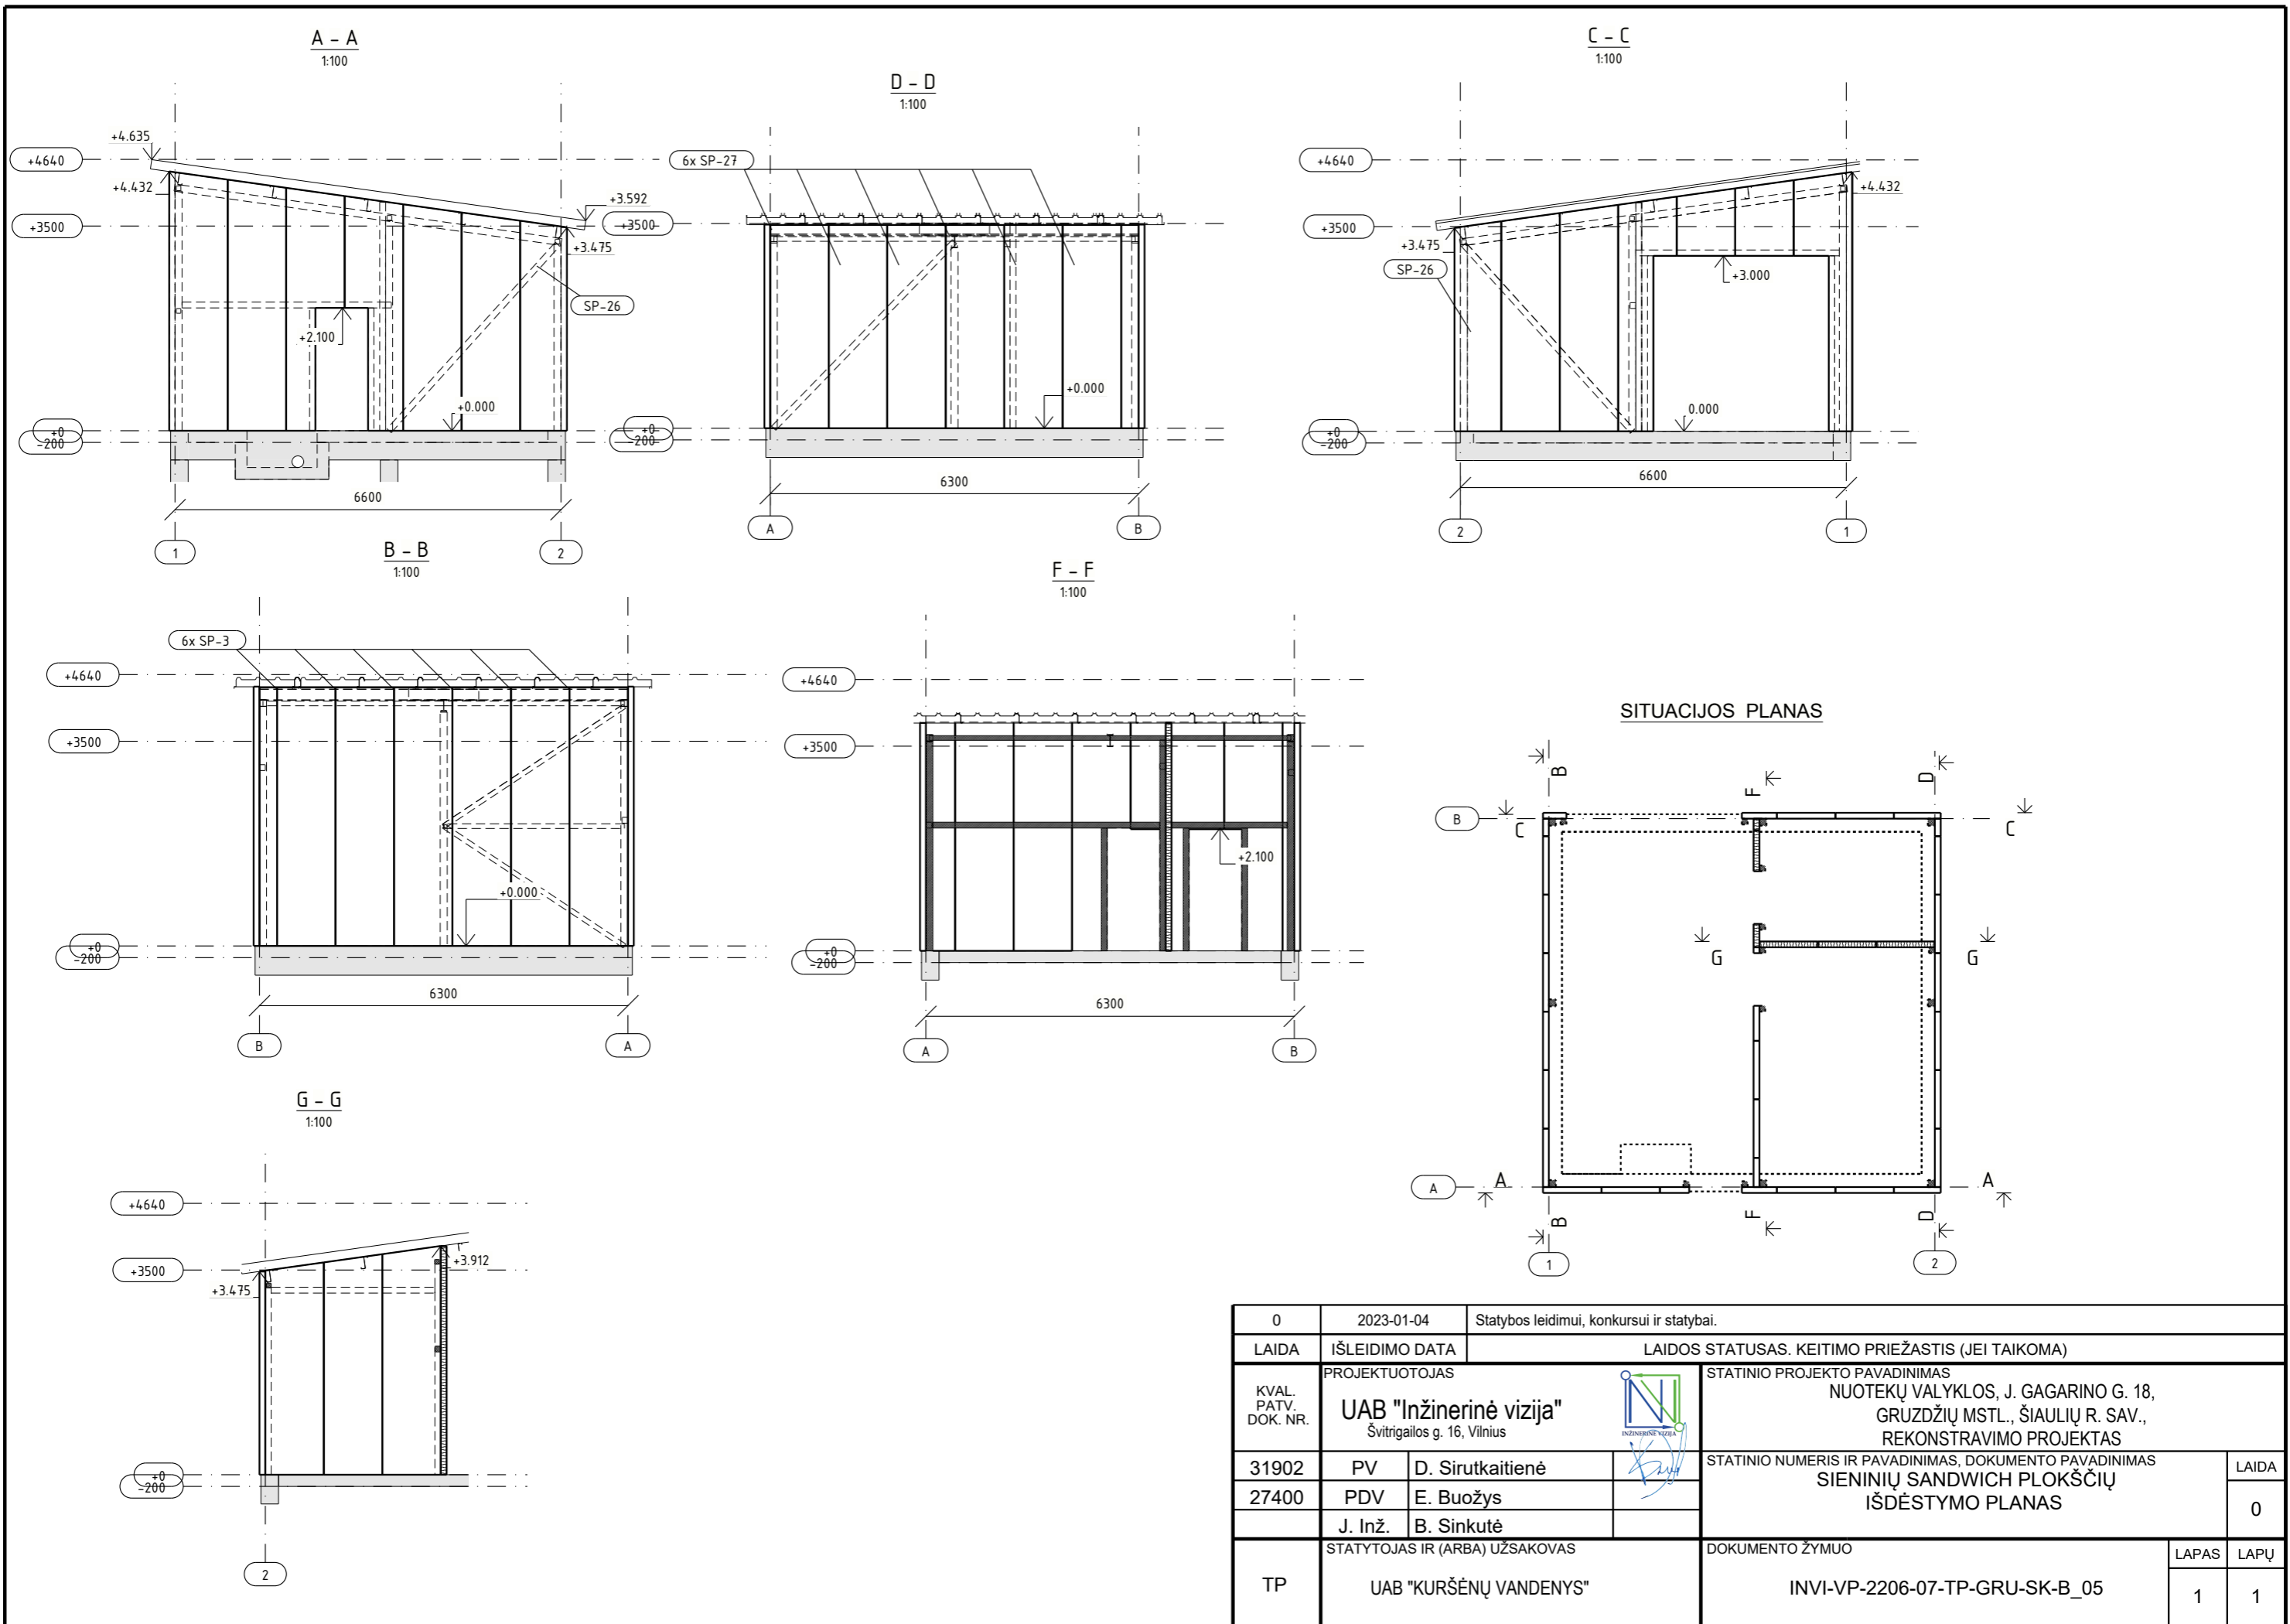 A - A
1:100
+4.635
+4640
+4.432
+3.592
+3500
+3.475
SP-26
+2.100
+0.000
+0
-200
6600
1
2
D - D
1:100
6x SP-27
+3500
+0.000
+0
-200
6300
A
B
C - C
1:100
+4640
+4.432
+3500
+3.475
SP-26
+3.000
0.000
+0
-200
6600
2
1
B - B
1:100
6x SP-3
+4640
+3500
+0.000
+0
-200
6300
B
A
F - F
1:100
+4640
+3500
+2.100
+0
-200
6300
A
B
SITUACIJOS PLANAS
B
F
D
B
C
C
G
G
A
A
A
B
F
D
1
2
G - G
1:100
+4640
+3.912
+3500
+3.475
+0
-200
2
0
2023-01-04
Statybos leidimui, konkursui ir statybai.
LAIDA
IŠLEIDIMO DATA
LAIDOS STATUSAS. KEITIMO PRIEŽASTIS (JEI TAIKOMA)
KVAL.
PATV.
DOK. NR.
PROJEKTUOTOJAS
UAB "Inžinerinė vizija"
Švitrigailos g. 16, Vilnius
INŽINERINĖ VIZIJA
STATINIO PROJEKTO PAVADINIMAS
NUOTEKŲ VALYKLOS, J. GAGARINO G. 18,
GRUZDŽIŲ MSTL., ŠIAULIŲ R. SAV.,
REKONSTRAVIMO PROJEKTAS
31902
PV
D. Sirutkaitienė
27400
PDV
E. Buožys
J. Inž.
B. Sinkutė
STATINIO NUMERIS IR PAVADINIMAS, DOKUMENTO PAVADINIMAS
SIENINIŲ SANDWICH PLOKŠČIŲ
IŠDĖSTYMO PLANAS
LAIDA
0
TP
STATYTOJAS IR (ARBA) UŽSAKOVAS
UAB "KURŠĖNŲ VANDENYS"
DOKUMENTO ŽYMUO
INVI-VP-2206-07-TP-GRU-SK-B_05
LAPAS
LAPŲ
1
1